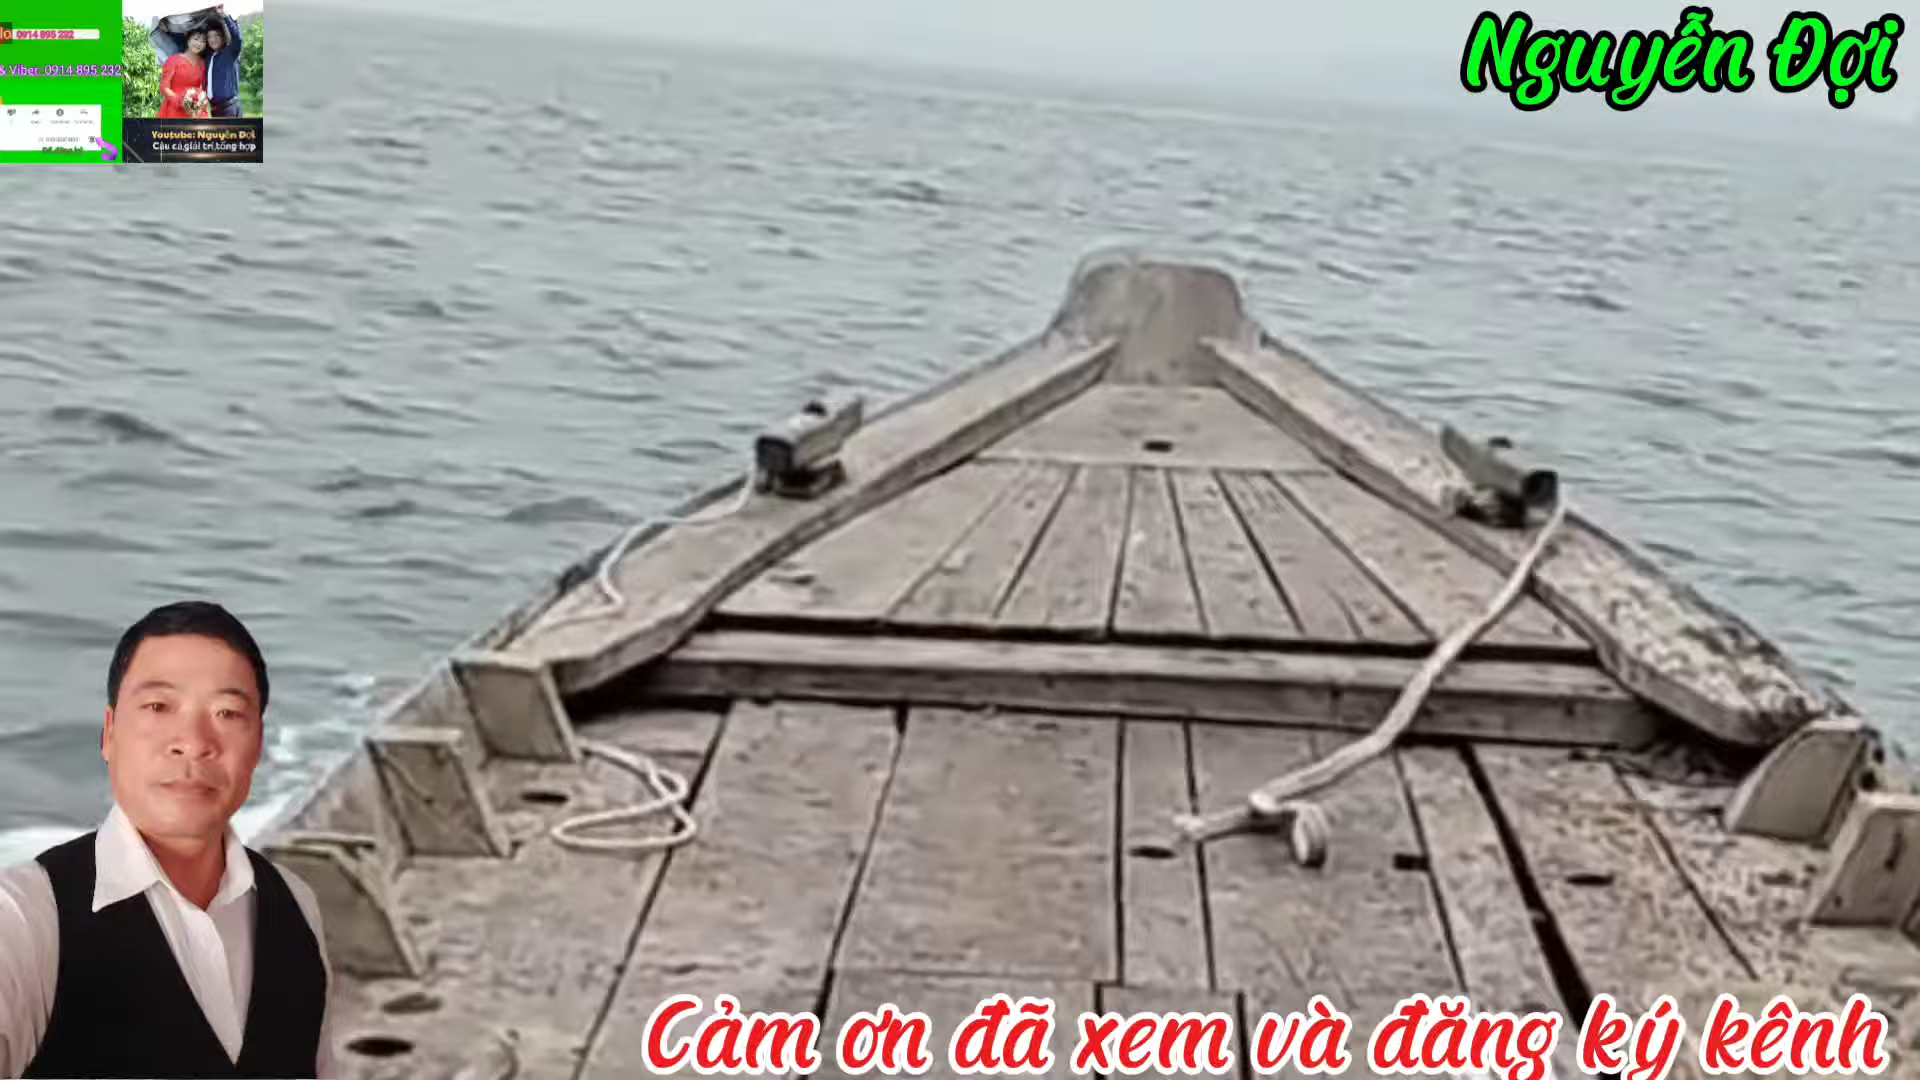 lo 0914 895 232
& Viber 0914 895 232
Youtube: Nguyễn Đợi
Câu cá,giải trí,tổng hợp
Nguyễn Đợi
Cảm ơn đã xem và đăng ký kênh